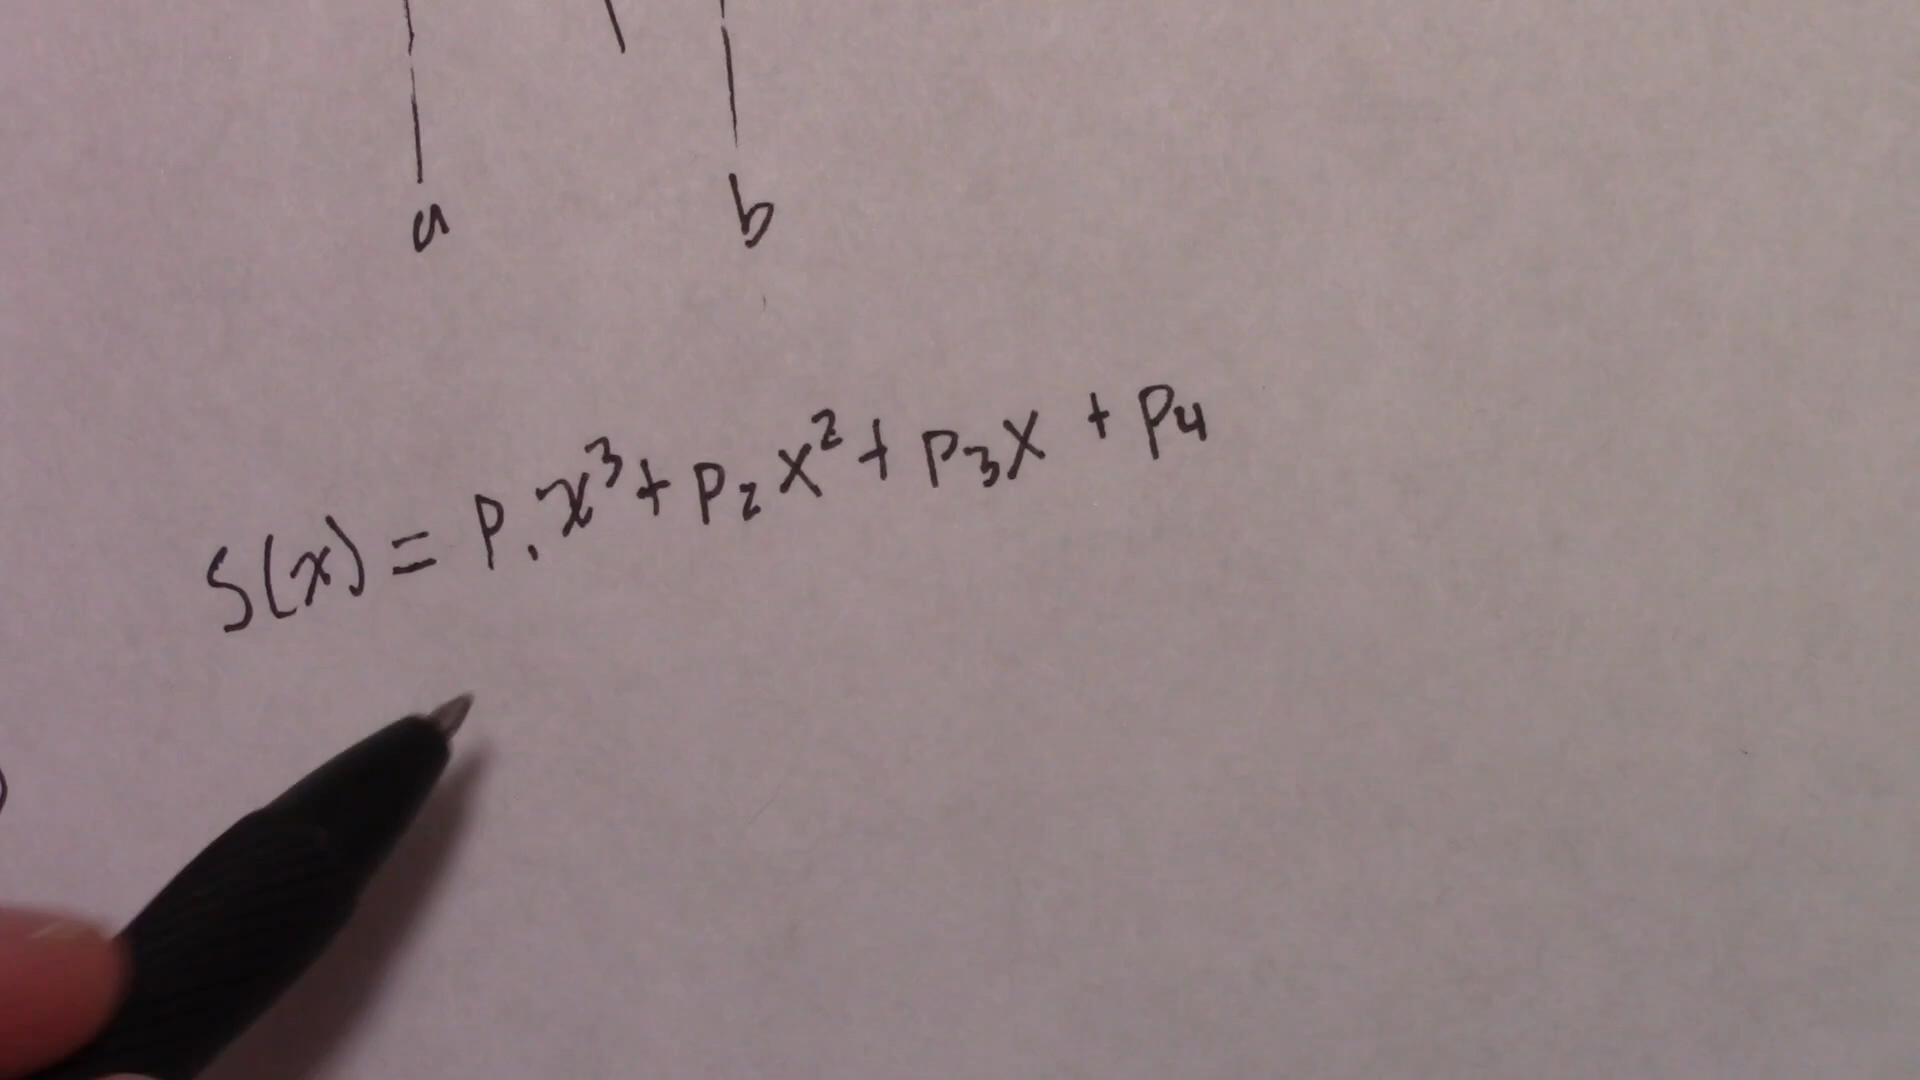 a b
S(x) = P₁x³ + P₂x² + P₃x + P₄